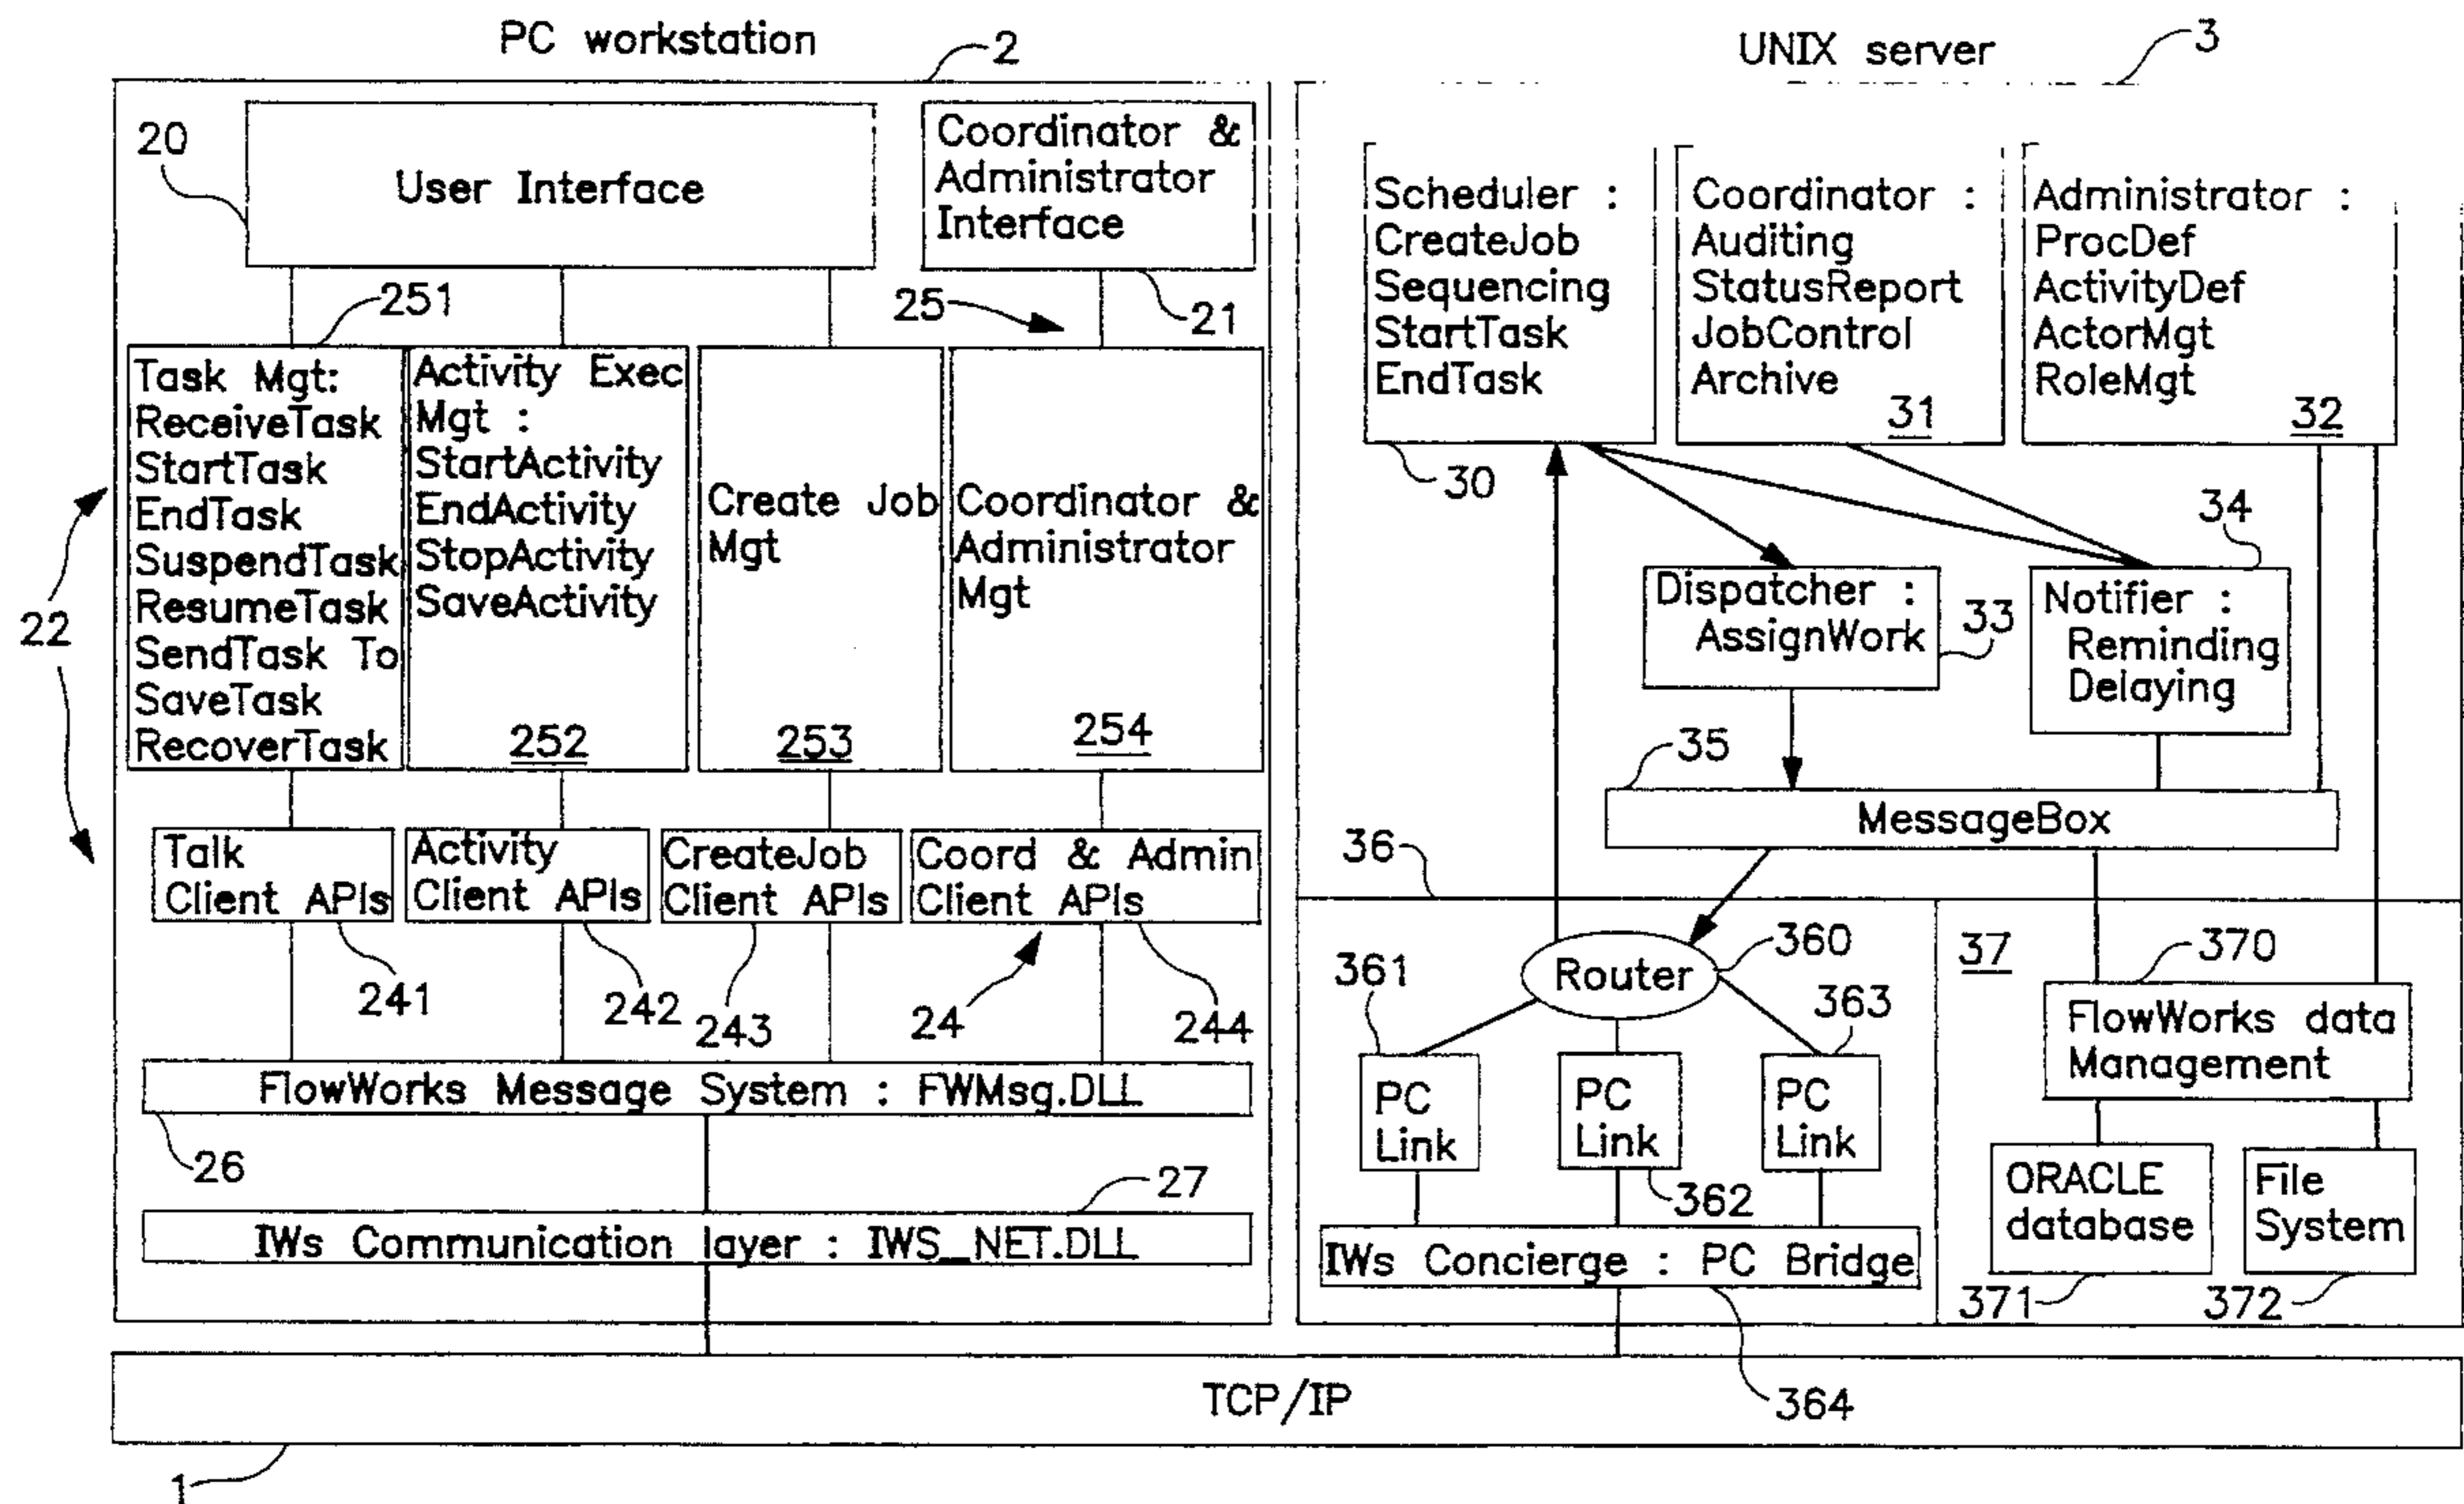 PC workstation
2
UNIX server
3
20
User Interface
Coordinator &
Administrator
Interface
21
25
251
22
Task Mgt:
ReceiveTask
StartTask
EndTask
SuspendTask
ResumeTask
SendTask To
SaveTask
RecoverTask
Activity Exec
Mgt :
StartActivity
EndActivity
StopActivity
SaveActivity
252
Create Job
Mgt
253
Coordinator &
Administrator
Mgt
254
Talk
Client APIs
241
Activity
Client APIs
242
CreateJob
Client APIs
243
Coord & Admin
Client APIs
24
244
FlowWorks Message System : FWMsg.DLL
26
27
IWs Communication layer : IWS_NET.DLL
Scheduler :
CreateJob
Sequencing
StartTask
EndTask
30
Coordinator :
Auditing
StatusReport
JobControl
Archive
31
Administrator :
ProcDef
ActivityDef
ActorMgt
RoleMgt
32
Dispatcher :
AssignWork
33
34
Notifier :
Reminding
Delaying
35
MessageBox
36
Router
360
361
PC
Link
PC
Link
362
363
PC
Link
IWs Concierge : PC Bridge
364
37
370
FlowWorks data
Management
ORACLE
database
371
File
System
372
TCP/IP
1